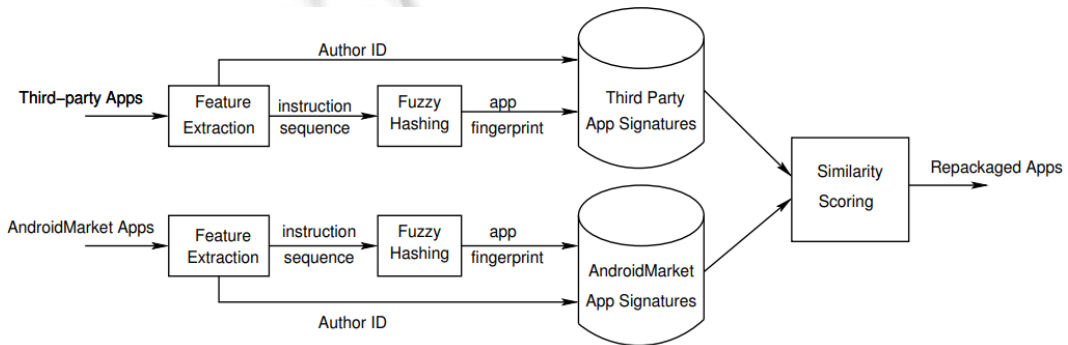 Author ID
Third-party Apps
Feature
Extraction
instruction
sequence
Fuzzy
Hashing
app
fingerprint
Third Party
App Signatures
Similarity
Scoring
Repackaged Apps
AndroidMarket Apps
Feature
Extraction
instruction
sequence
Fuzzy
Hashing
app
fingerprint
AndroidMarket
App Signatures
Author ID